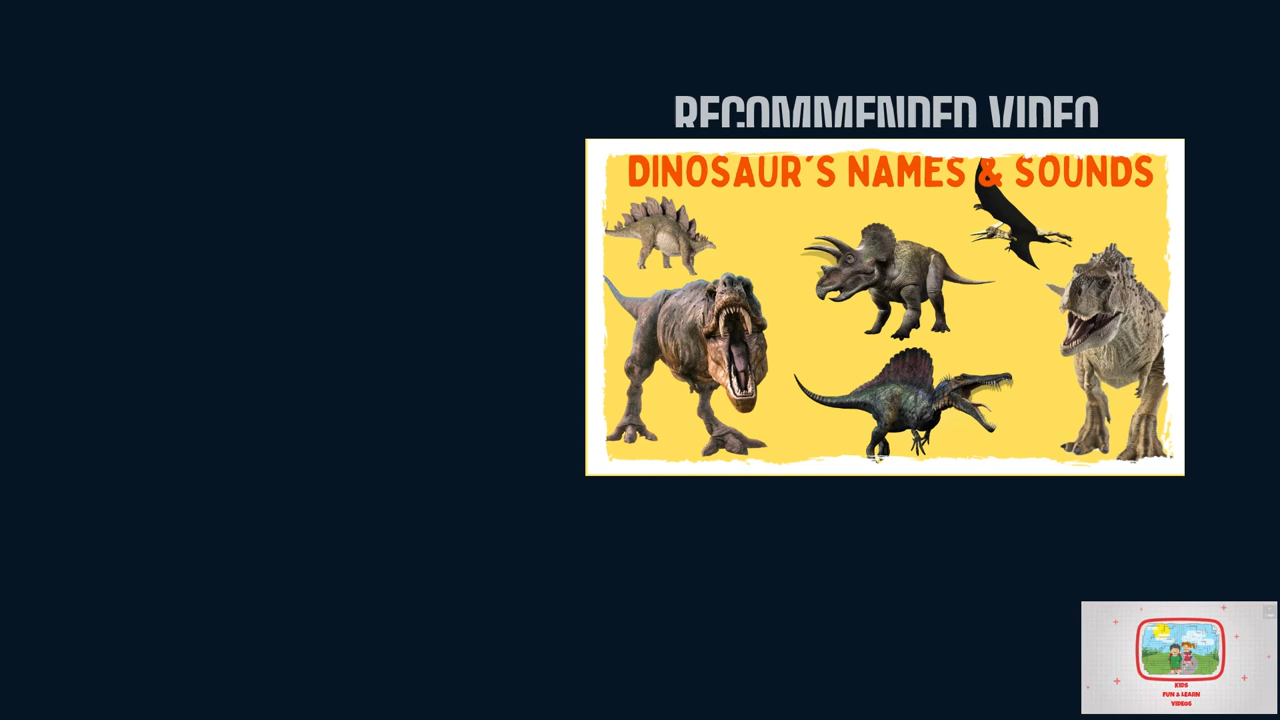 RECOMMENDED VIDEO
DINOSAUR´S NAMES & SOUNDS
KIDS
FUN & LEARN
VIDEOS